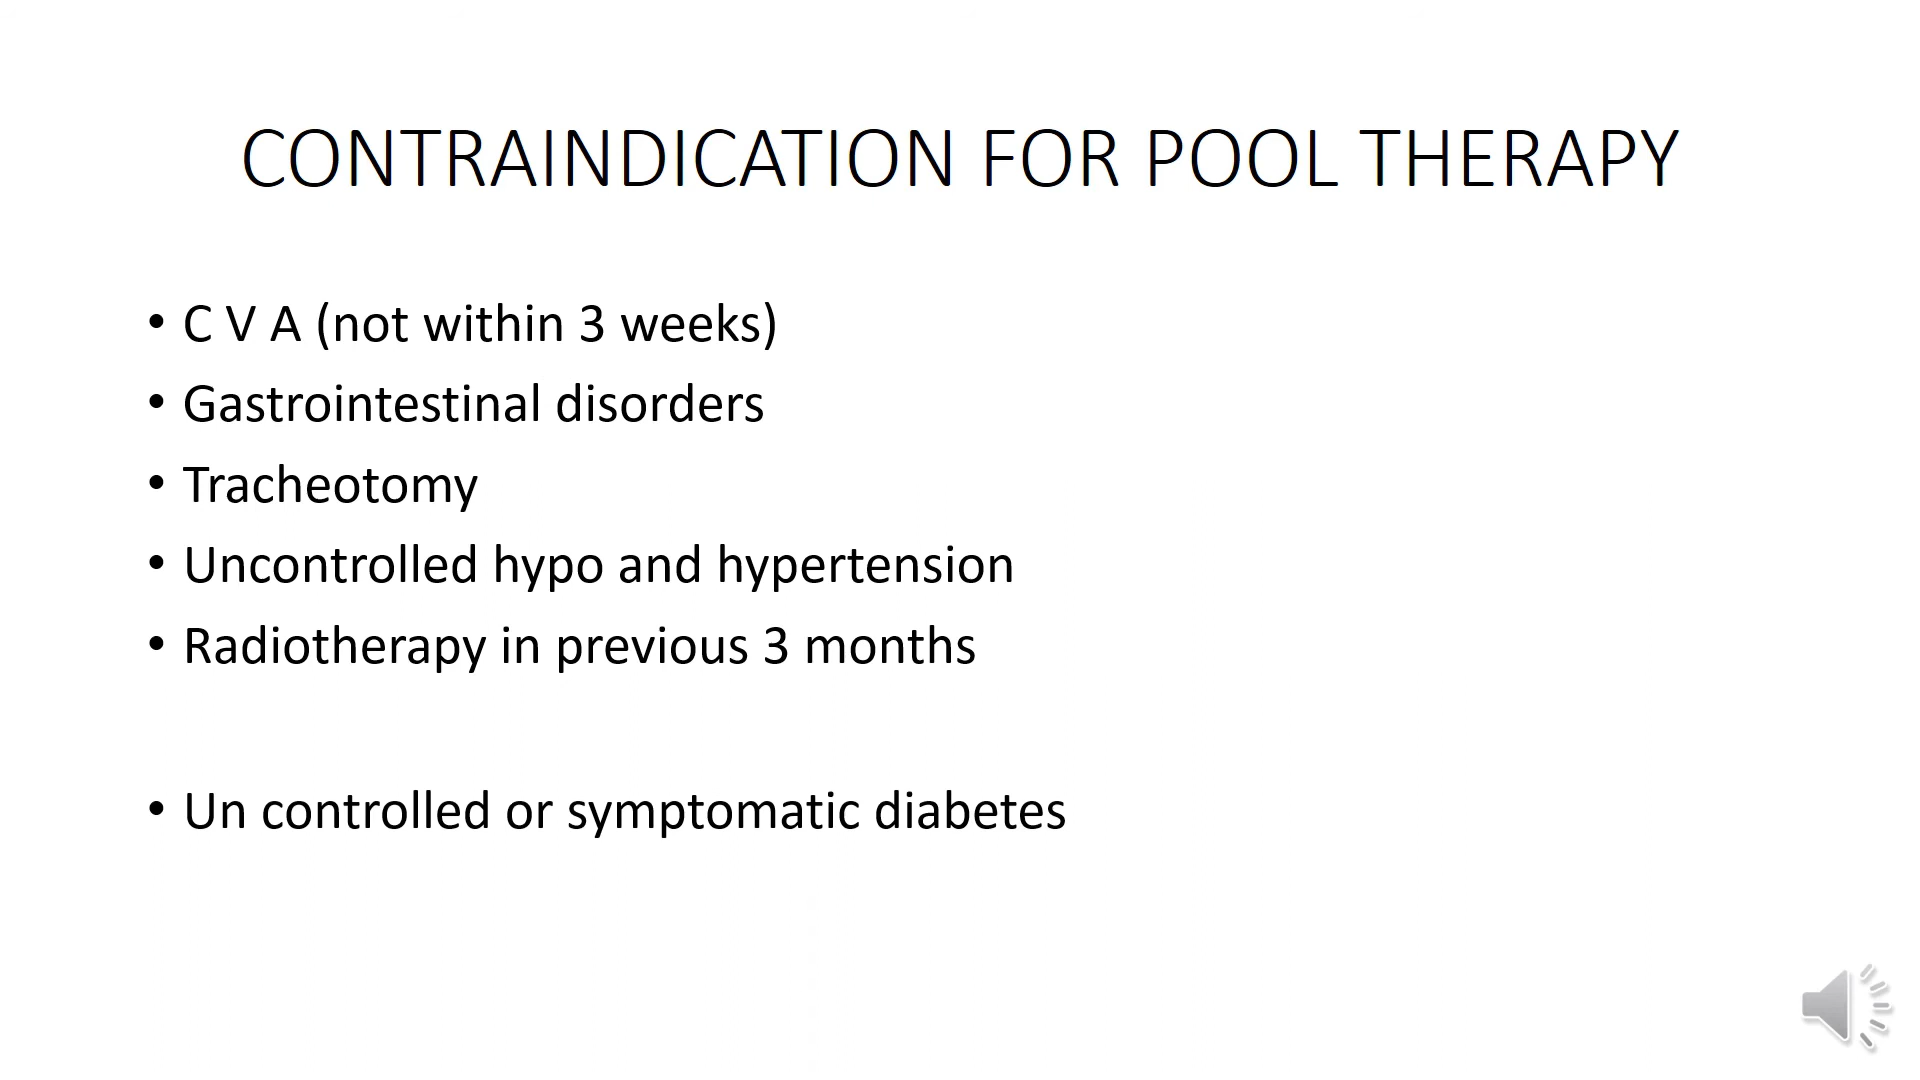 CONTRAINDICATION FOR POOL THERAPY
• C V A (not within 3 weeks)
• Gastrointestinal disorders
• Tracheotomy
• Uncontrolled hypo and hypertension
• Radiotherapy in previous 3 months
• Un controlled or symptomatic diabetes